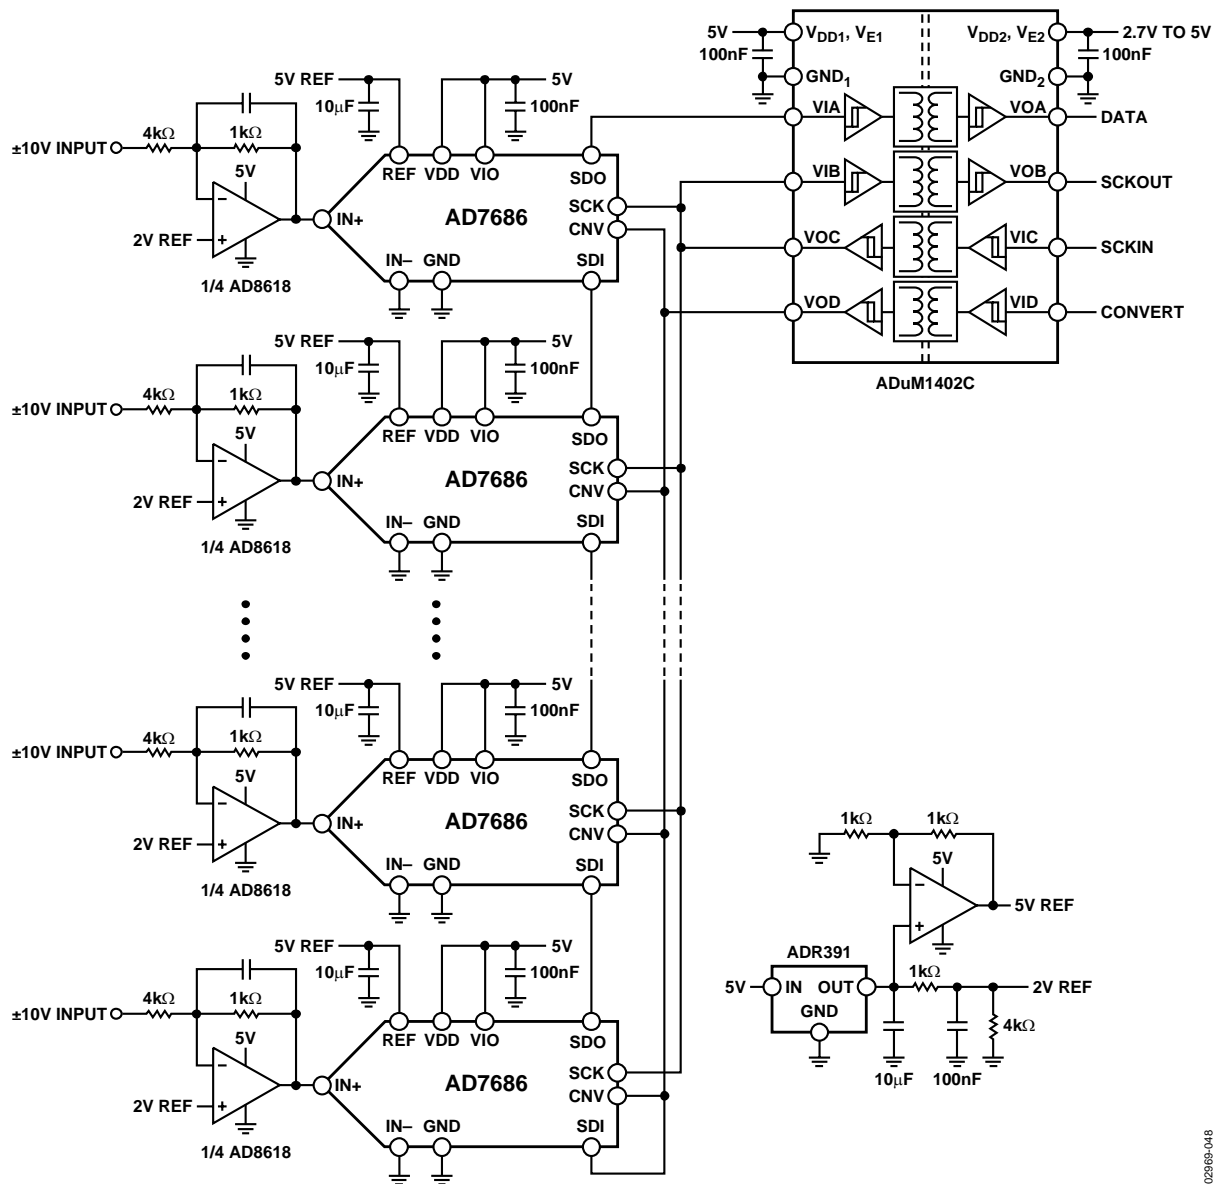 5V
V_DD1, V_E1
V_DD2, V_E2
2.7V TO 5V
100nF
100nF
GND₁
GND₂
VIA
VOA
DATA
VIB
VOB
SCKOUT
VOC
VIC
SCKIN
VOD
VID
CONVERT
ADuM1402C
5V REF
5V
10μF
100nF
4kΩ
1kΩ
±10V INPUT
5V
REF
VDD
VIO
SDO
–
IN+
AD7686
SCK
CNV
2V REF
+
IN–
GND
SDI
1/4 AD8618
5V REF
5V
10μF
100nF
4kΩ
1kΩ
±10V INPUT
5V
REF
VDD
VIO
SDO
–
IN+
AD7686
SCK
CNV
2V REF
+
IN–
GND
SDI
1/4 AD8618
5V REF
5V
10μF
100nF
4kΩ
1kΩ
±10V INPUT
5V
REF
VDD
VIO
SDO
–
IN+
AD7686
SCK
CNV
2V REF
+
IN–
GND
SDI
1/4 AD8618
5V REF
5V
10μF
100nF
4kΩ
1kΩ
±10V INPUT
5V
REF
VDD
VIO
SDO
–
IN+
AD7686
SCK
CNV
2V REF
+
IN–
GND
SDI
1/4 AD8618
1kΩ
1kΩ
5V
–
5V REF
+
ADR391
1kΩ
5V
IN
OUT
2V REF
GND
4kΩ
10μF
100nF
02969-048